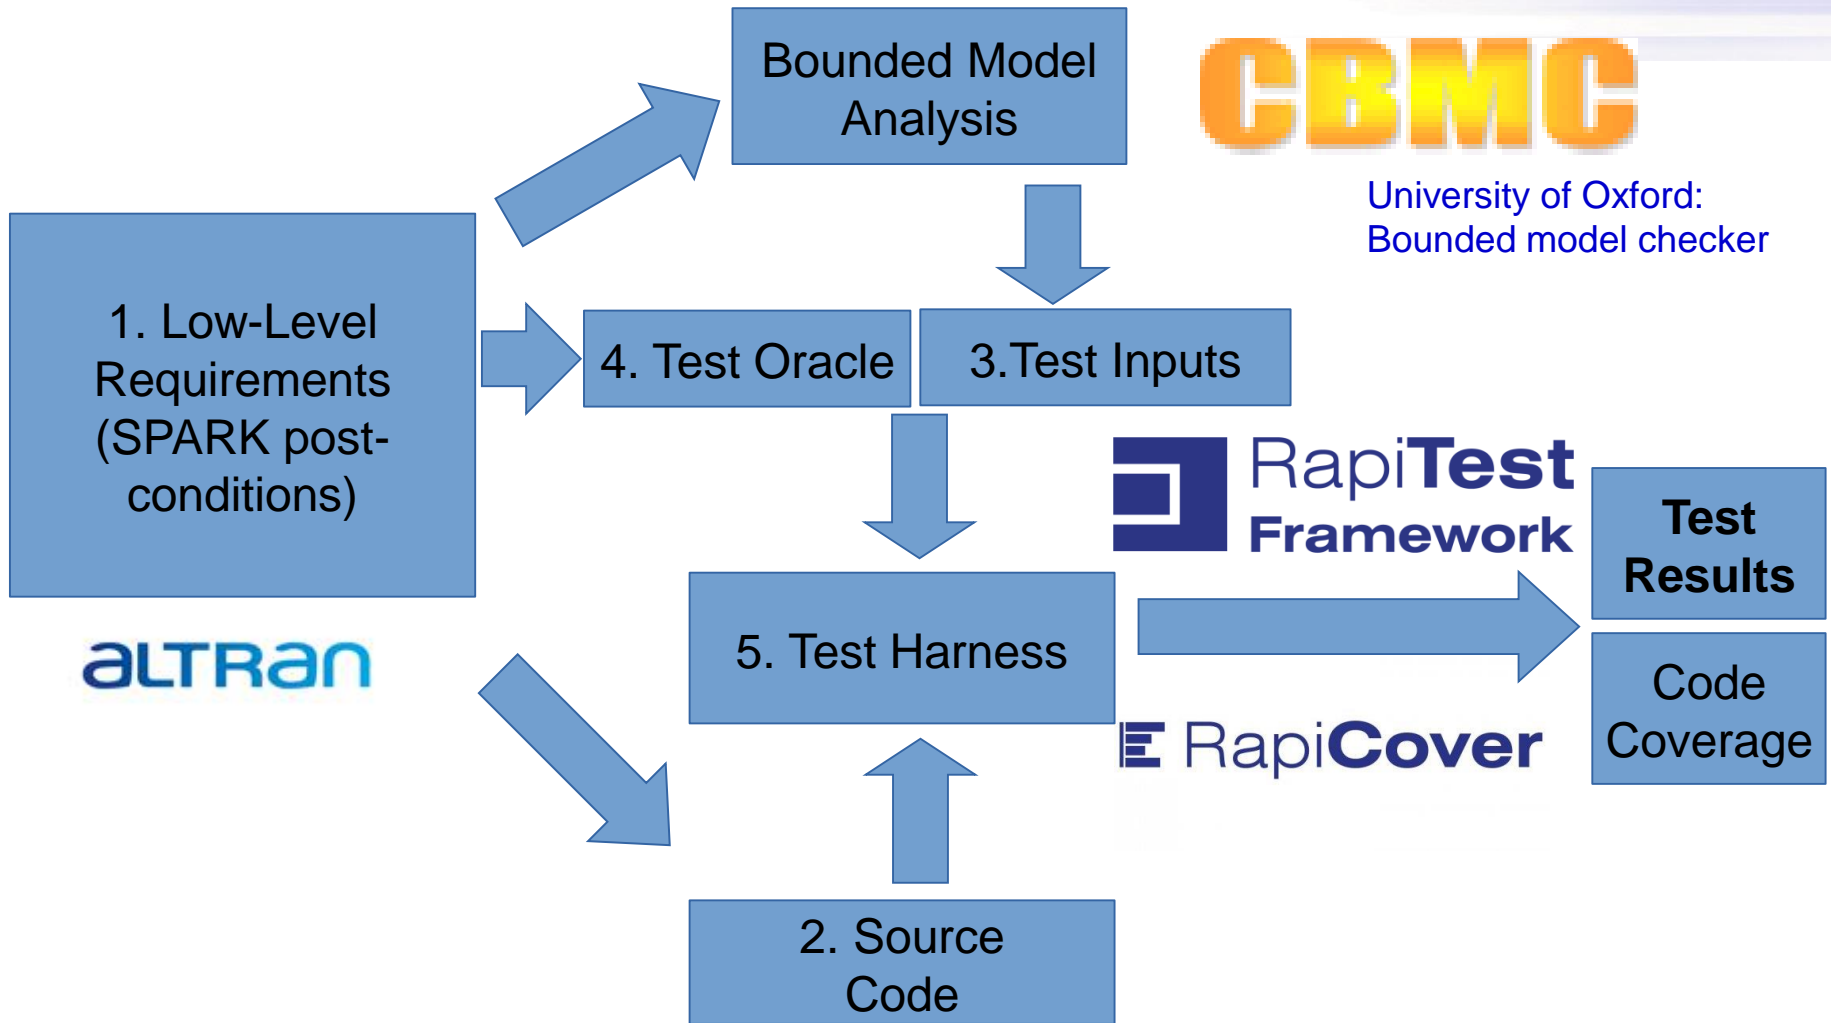 Bounded Model
Analysis
CBMC
University of Oxford:
Bounded model checker
1. Low-Level
Requirements
(SPARK post-
conditions)
4. Test Oracle
3.Test Inputs
RapiTest
Framework
Test
Results
aLTRan
5. Test Harness
Code
Coverage
RapiCover
2. Source
Code